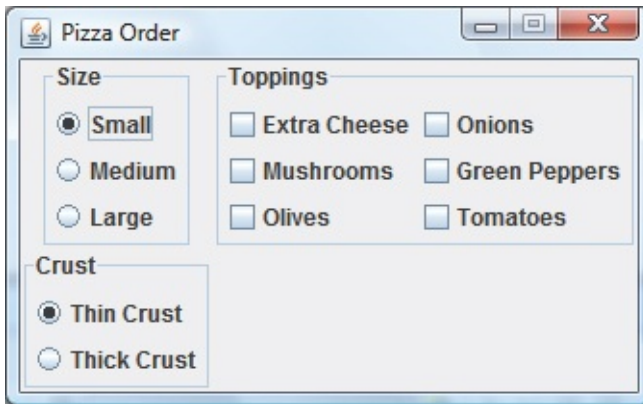 Pizza Order
Size
Small
Medium
Large
Toppings
Extra Cheese
Onions
Mushrooms
Green Peppers
Olives
Tomatoes
Crust
Thin Crust
Thick Crust